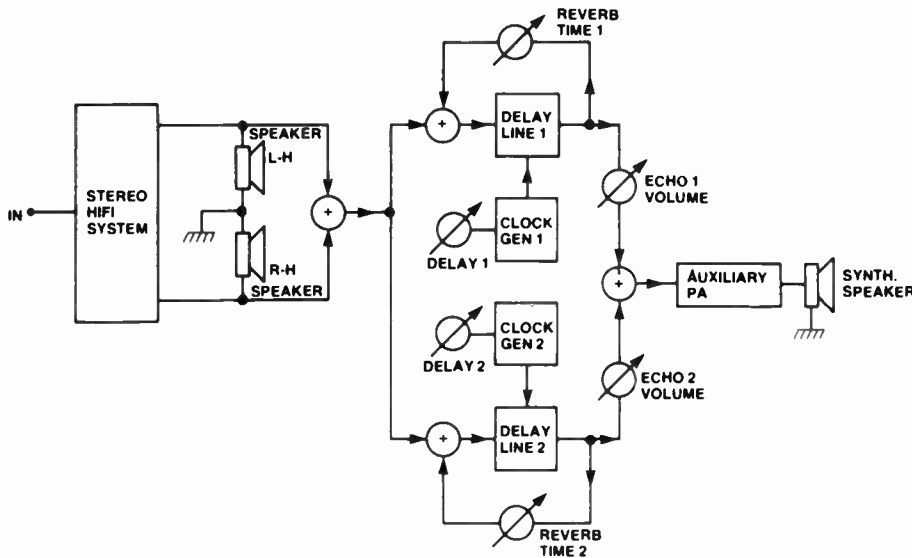 REVERB
TIME 1
SPEAKER
L-H
STEREO
HIFI
SYSTEM
IN
R-H
SPEAKER
+
+
DELAY
LINE 1
ECHO 1
VOLUME
CLOCK
GEN 1
DELAY 1
+
AUXILIARY
PA
SYNTH.
SPEAKER
CLOCK
GEN 2
DELAY 2
ECHO 2
VOLUME
+
DELAY
LINE 2
REVERB
TIME 2